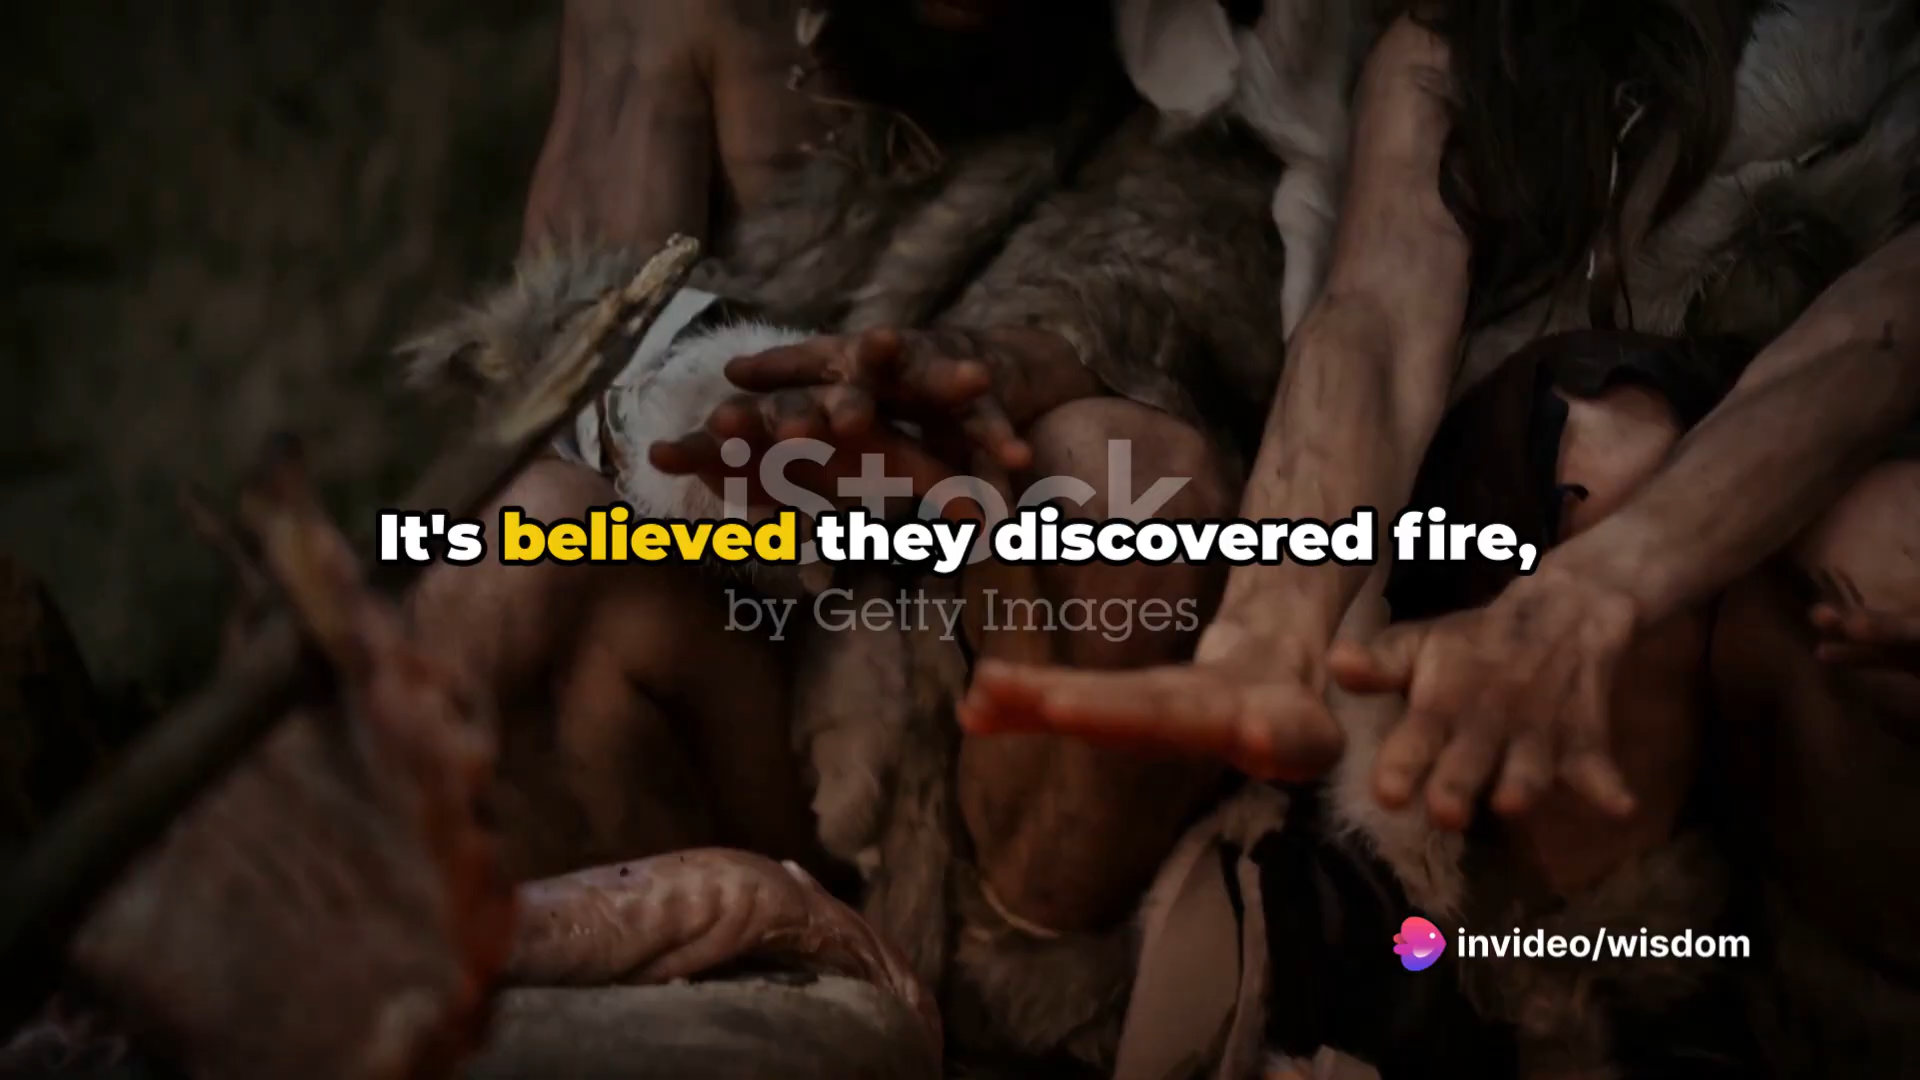 iStock
It's believed they discovered fire,
by Getty Images
invideo/wisdom